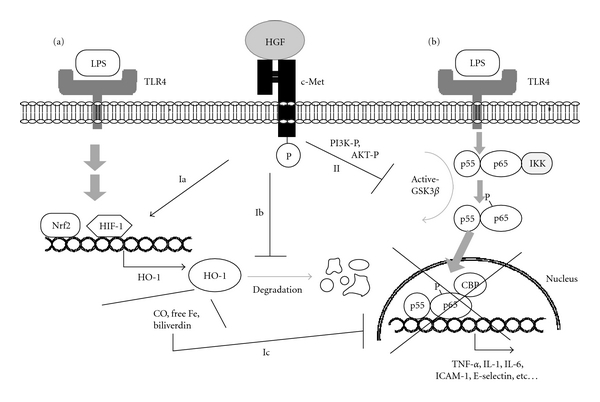 (a)
LPS
TLR4
HGF
c-Met
P
(b)
LPS
TLR4
PI3K-P,
AKT-P
II
Active-
GSK3β
p55
p65
IKK
P
p55
p65
Ia
Ib
Nrf2
HIF-1
HO-1
HO-1
Degradation
CO, free Fe,
biliverdin
Ic
Nucleus
CBP
P
p55
p65
TNF-α, IL-1, IL-6,
ICAM-1, E-selectin, etc...